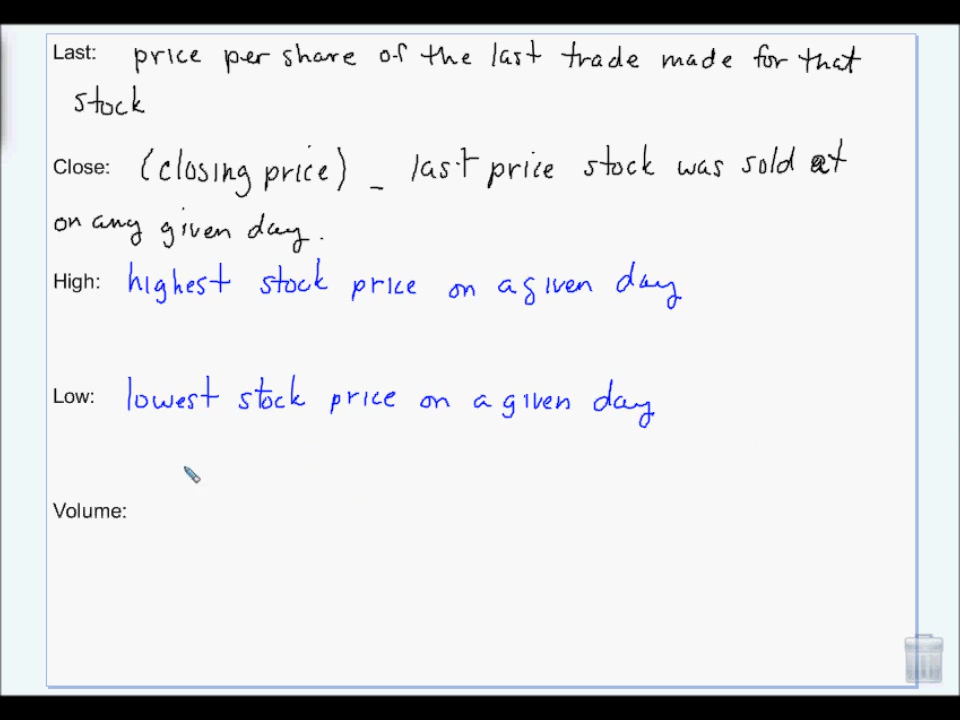 Last: price per share of the last trade made for that
stock
Close: (closing price) - last price stock was sold at
on any given day.
High: highest stock price on a given day
Low: lowest stock price on a given day
Volume: